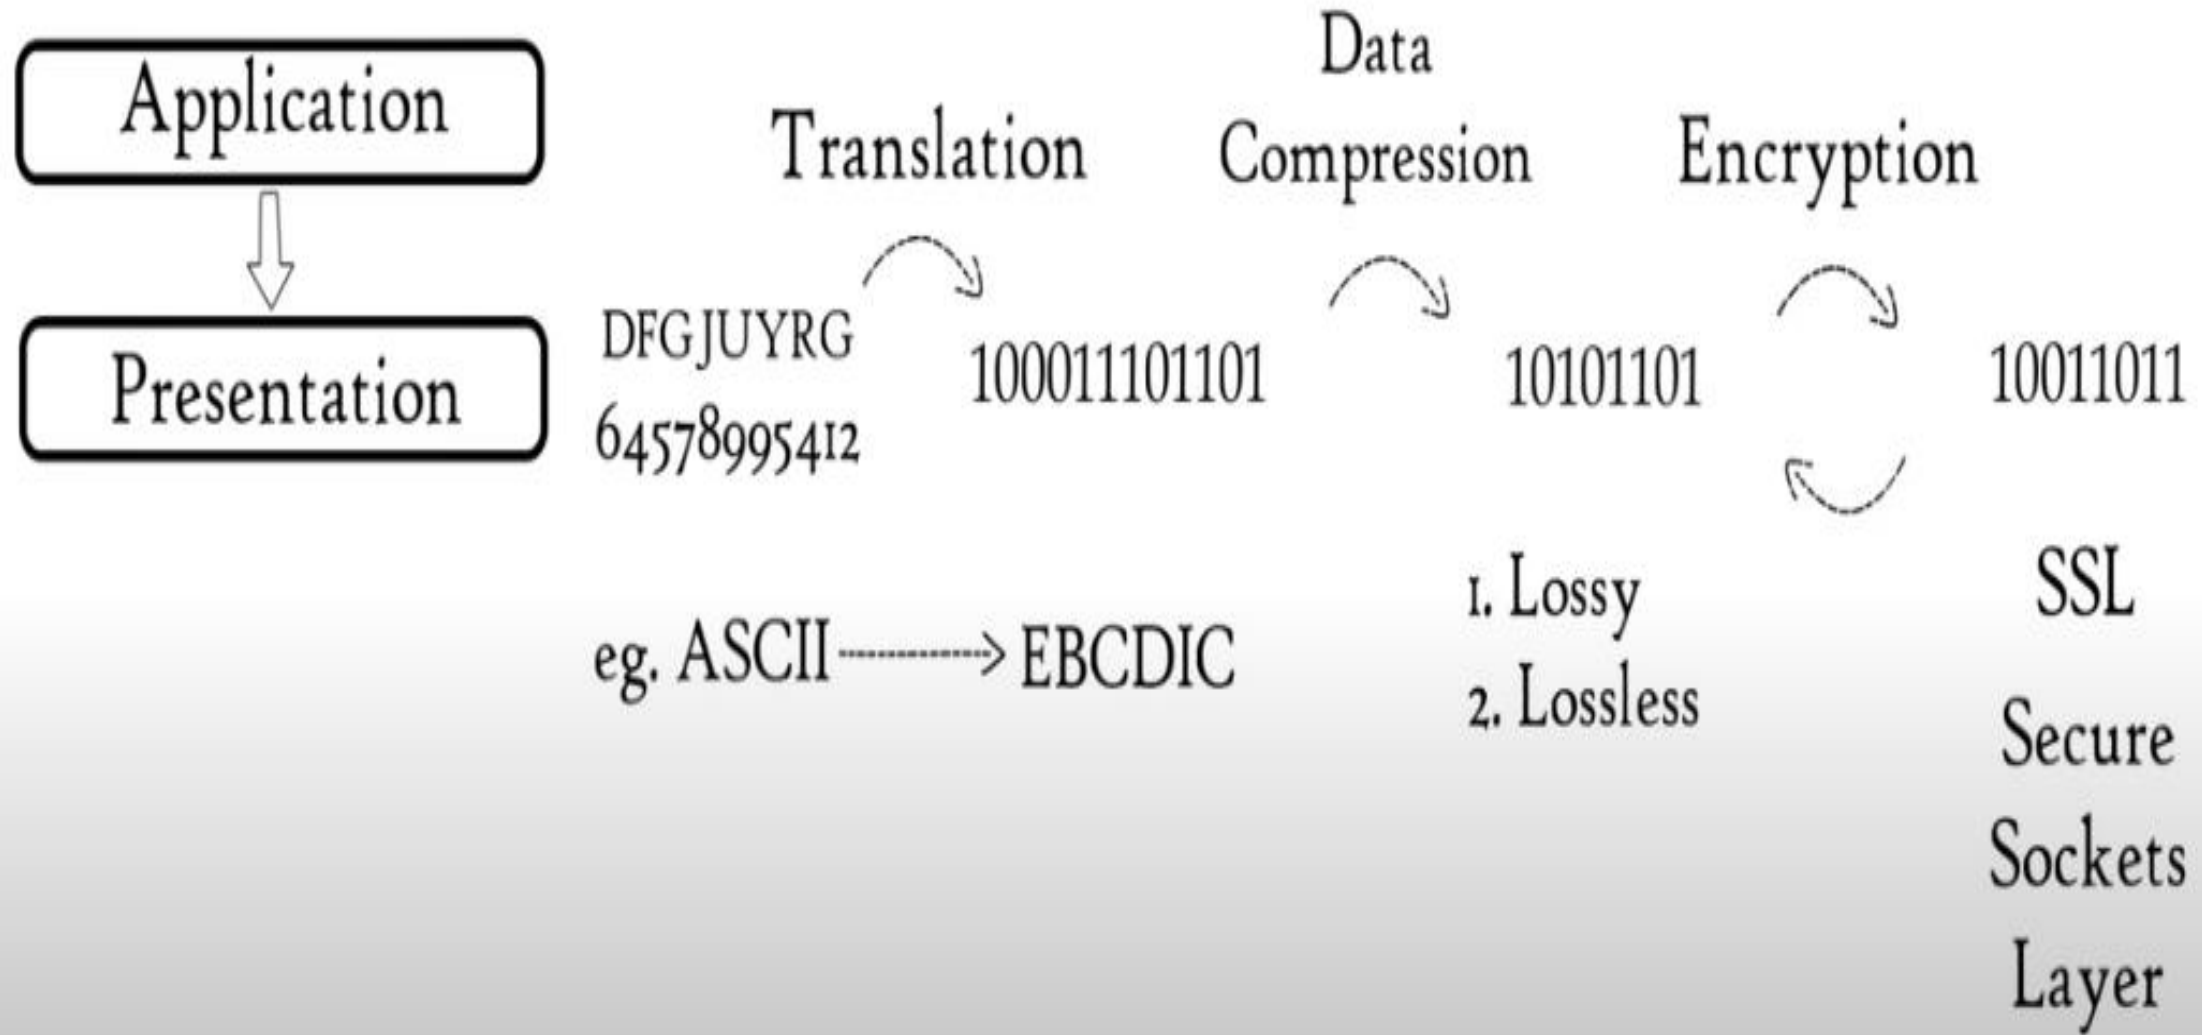 Application
Presentation
Translation
Data
Compression
Encryption
DFGJUYRG
64578995412
100011101101
10101101
10011011
eg. ASCII
EBCDIC
1. Lossy
2. Lossless
SSL
Secure
Sockets
Layer